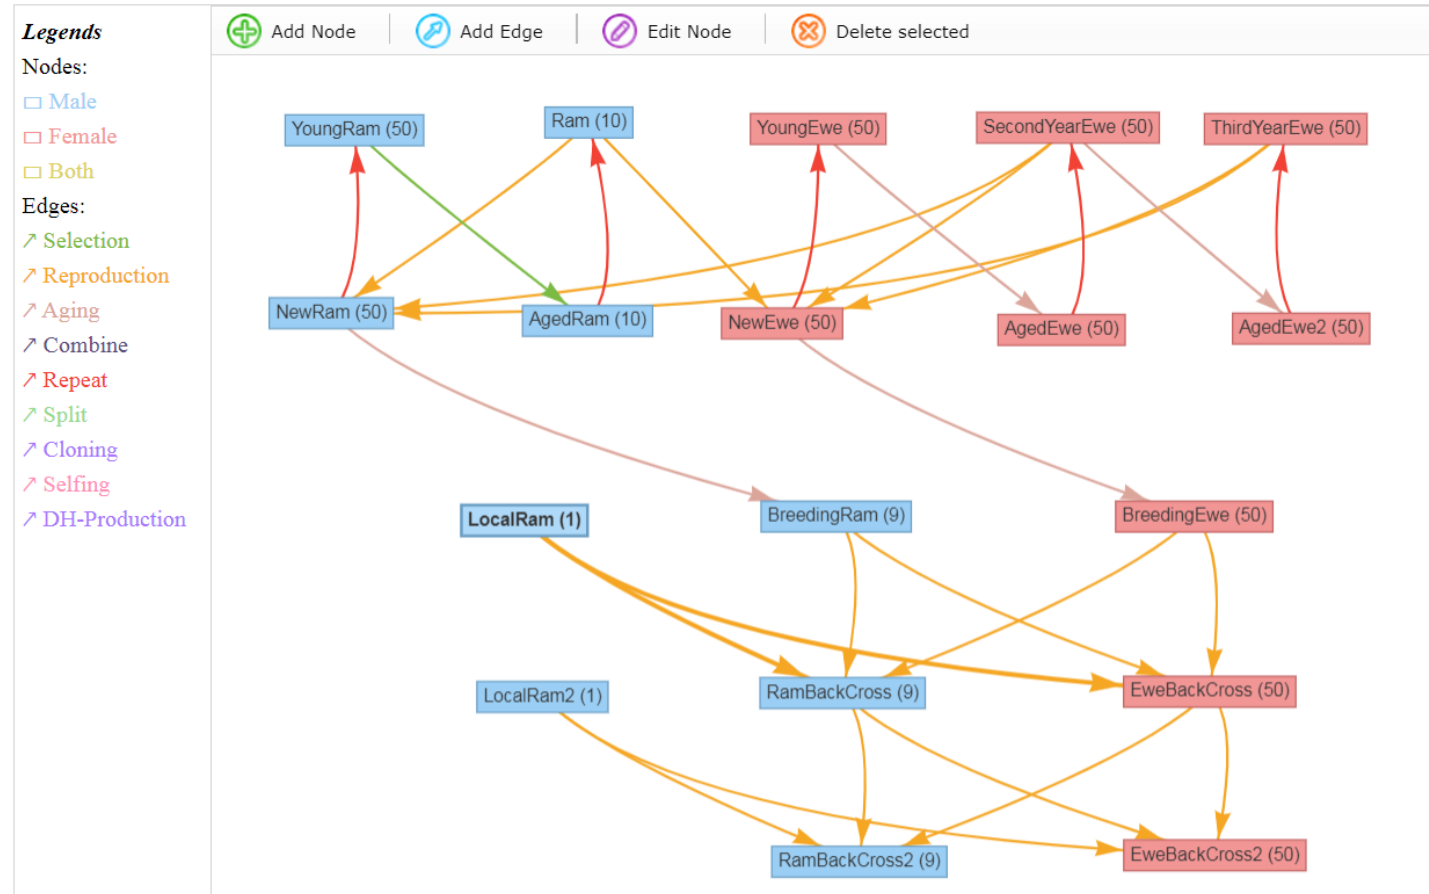 Legends
Nodes:
Male
Female
Both
Edges:
Selection
Reproduction
Aging
Combine
Repeat
Split
Cloning
Selfing
DH-Production
Add Node
Add Edge
Edit Node
Delete selected
YoungRam (50)
Ram (10)
YoungEwe (50)
SecondYearEwe (50)
ThirdYearEwe (50)
NewRam (50)
AgedRam (10)
NewEwe (50)
AgedEwe (50)
AgedEwe2 (50)
LocalRam (1)
BreedingRam (9)
BreedingEwe (50)
LocalRam2 (1)
RamBackCross (9)
EweBackCross (50)
RamBackCross2 (9)
EweBackCross2 (50)